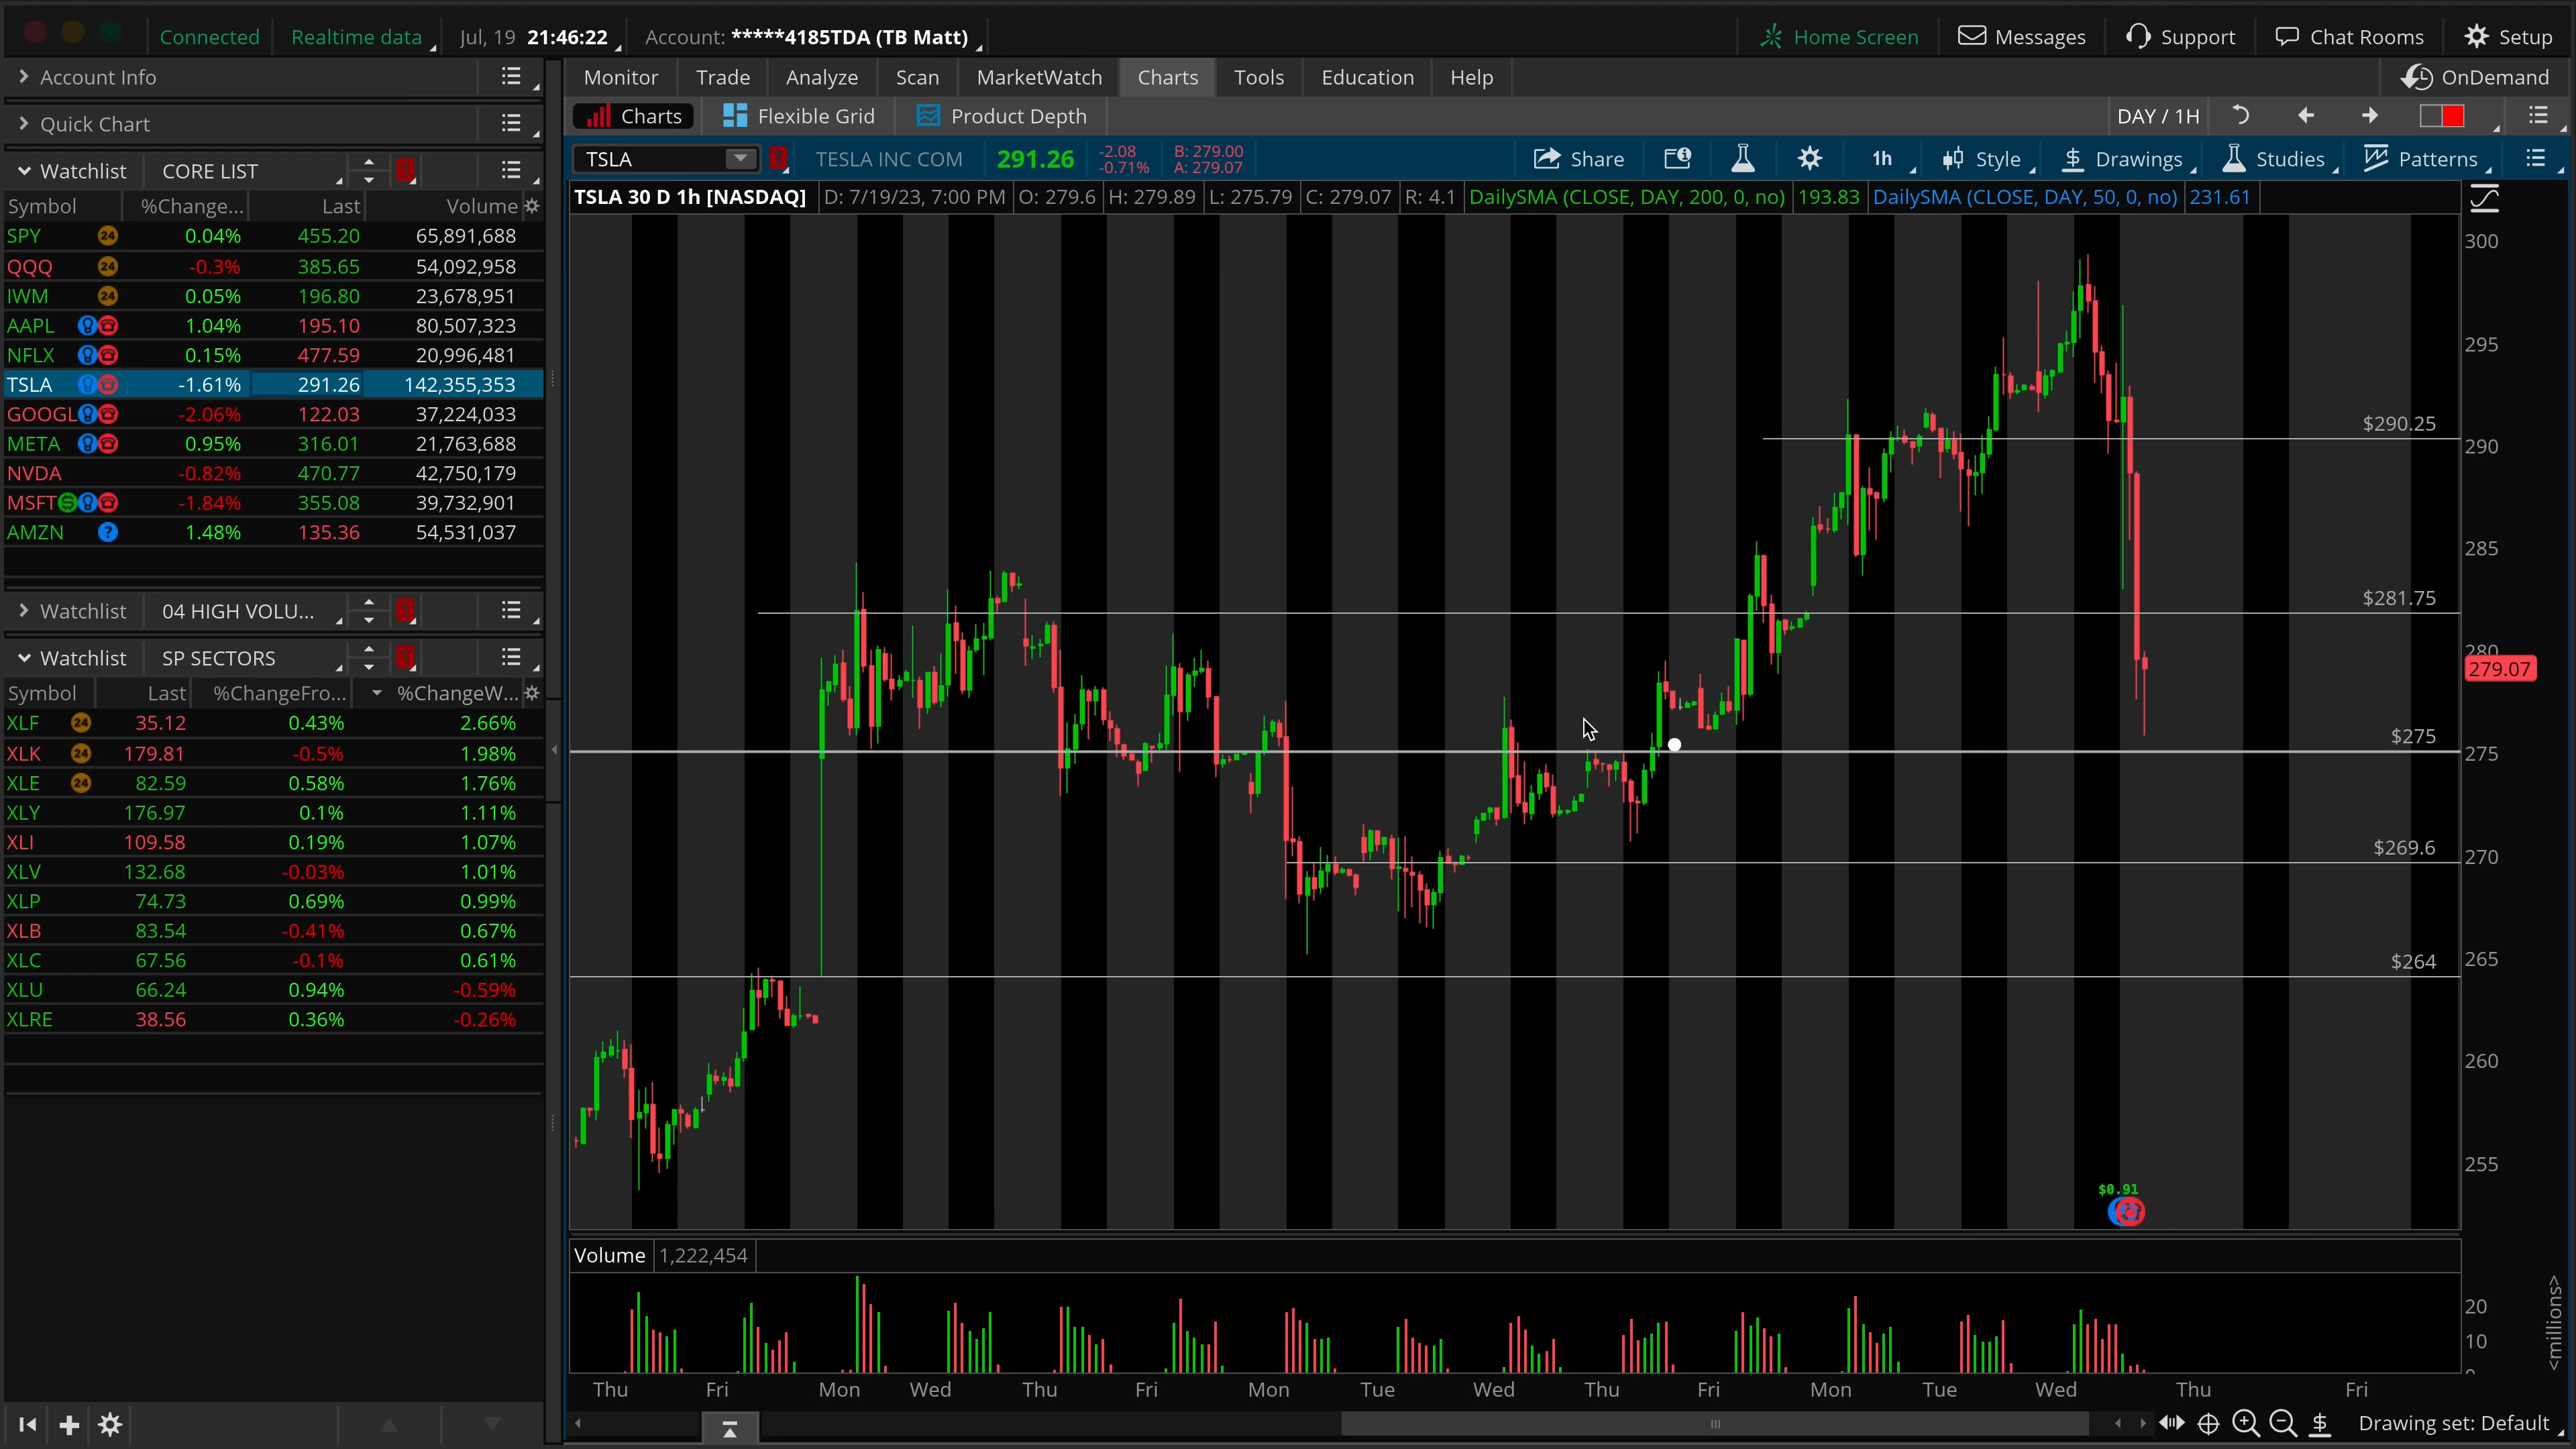 Connected Realtime data Jul, 19 21:46:22 Account: *****4185TDA (TB Matt) Home Screen Messages Support Chat Rooms Setup
Account Info
Quick Chart
Watchlist CORE LIST 1
Symbol %Change... Last Volume
SPY 24 0.04% 455.20 65,891,688
QQQ 24 -0.3% 385.65 54,092,958
IWM 24 0.05% 196.80 23,678,951
AAPL 1.04% 195.10 80,507,323
NFLX 0.15% 477.59 20,996,481
TSLA -1.61% 291.26 142,355,353
GOOGL -2.06% 122.03 37,224,033
META 0.95% 316.01 21,763,688
NVDA -0.82% 470.77 42,750,179
MSFT -1.84% 355.08 39,732,901
AMZN ? 1.48% 135.36 54,531,037
Watchlist 04 HIGH VOLU... 1
Watchlist SP SECTORS 1
Symbol Last %ChangeFro... %ChangeW...
XLF 24 35.12 0.43% 2.66%
XLK 24 179.81 -0.5% 1.98%
XLE 24 82.59 0.58% 1.76%
XLY 176.97 0.1% 1.11%
XLI 109.58 0.19% 1.07%
XLV 132.68 -0.03% 1.01%
XLP 74.73 0.69% 0.99%
XLB 83.54 -0.41% 0.67%
XLC 67.56 -0.1% 0.61%
XLU 66.24 0.94% -0.59%
XLRE 38.56 0.36% -0.26%
Monitor Trade Analyze Scan MarketWatch Charts Tools Education Help OnDemand
Charts Flexible Grid Product Depth DAY / 1H
TSLA 1 TESLA INC COM 291.26 -2.08 B: 279.00 Share 1h Style Drawings Studies Patterns
-0.71% A: 279.07
TSLA 30 D 1h [NASDAQ] D: 7/19/23, 7:00 PM O: 279.6 H: 279.89 L: 275.79 C: 279.07 R: 4.1 DailySMA (CLOSE, DAY, 200, 0, no) 193.83 DailySMA (CLOSE, DAY, 50, 0, no) 231.61
300
295
$290.25
290
285
$281.75
280
279.07
$275
275
$269.6
270
$264
265
260
255
$0.91
Volume 1,222,454
20
10
<millions>
Thu Fri Mon Wed Thu Fri Mon Tue Wed Thu Fri Mon Tue Wed Thu Fri
Drawing set: Default